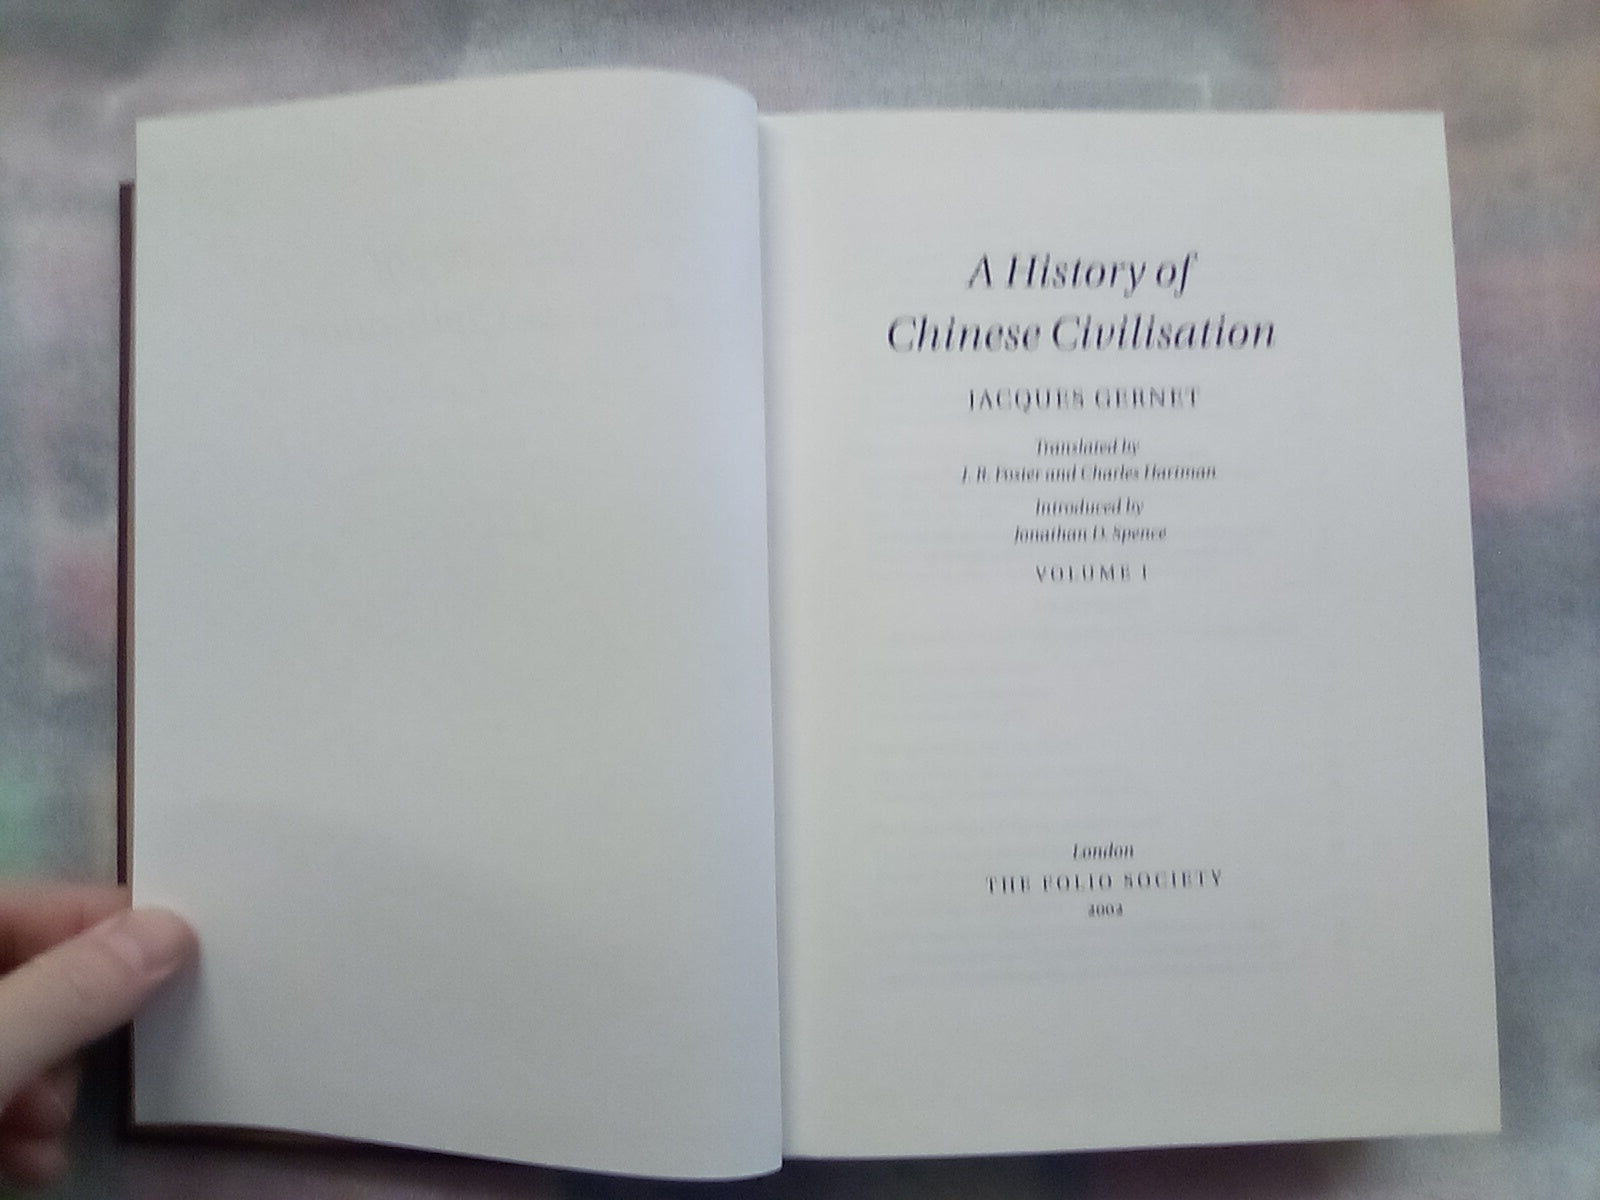 A History of
Chinese Civilisation
JACQUES GERNET
Translated by
J. R. Foster and Charles Hartman
Introduced by
Jonathan D. Spence
VOLUME I
London
THE FOLIO SOCIETY
2002